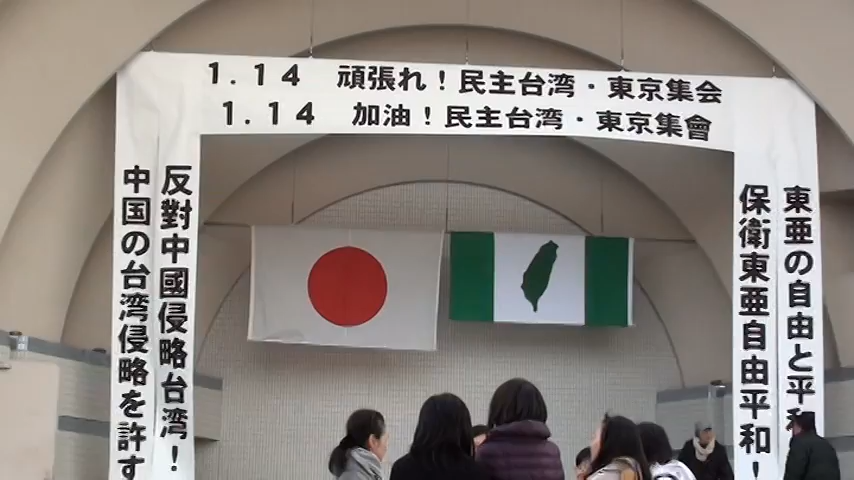 1.14 頑張れ！民主台湾・東京集会
1.14 加油！民主台湾・東京集會
反對中國侵略台湾！
中国の台湾侵略を許す
東亜の自由と平和
保衛東亜自由平和！